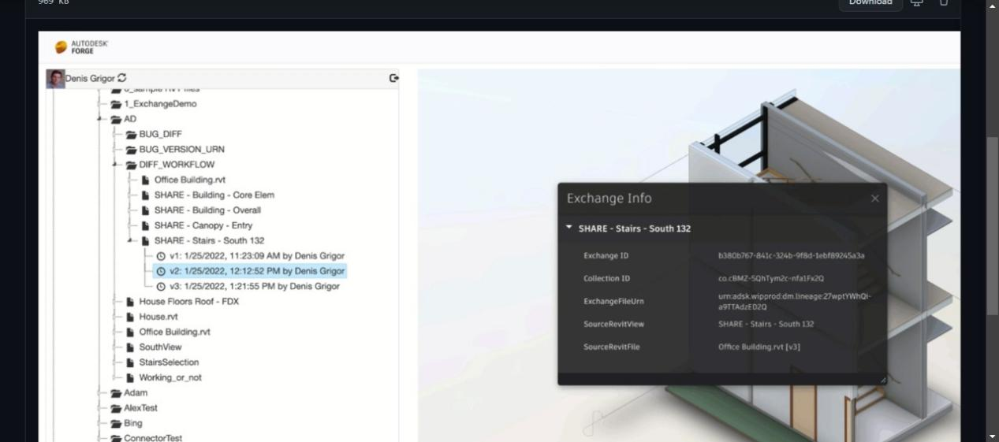 969 KB
Download
AUTODESK
FORGE
Denis Grigor
0_sample RVT files
1_ExchangeDemo
AD
BUG_DIFF
BUG_VERSION_URN
DIFF_WORKFLOW
Office Building.rvt
SHARE - Building - Core Elem
SHARE - Building - Overall
SHARE - Canopy - Entry
SHARE - Stairs - South 132
v1: 1/25/2022, 11:23:09 AM by Denis Grigor
v2: 1/25/2022, 12:12:52 PM by Denis Grigor
v3: 1/25/2022, 1:21:55 PM by Denis Grigor
House Floors Roof - FDX
House.rvt
Office Building.rvt
SouthView
StairsSelection
Working_or_not
Adam
AlexTest
Bing
ConnectorTest
Exchange Info
SHARE - Stairs - South 132
Exchange ID b380b767-841c-324b-9f8d-1ebf89245a3a
Collection ID co.cBMZ-5QhTym2c-nfa1Fx2Q
ExchangeFileUrn urn:adsk.wipprod:dm.lineage:27wptYWhQI-
a9TTAdzED2Q
SourceRevitView SHARE - Stairs - South 132
SourceRevitFile Office Building.rvt [v3]